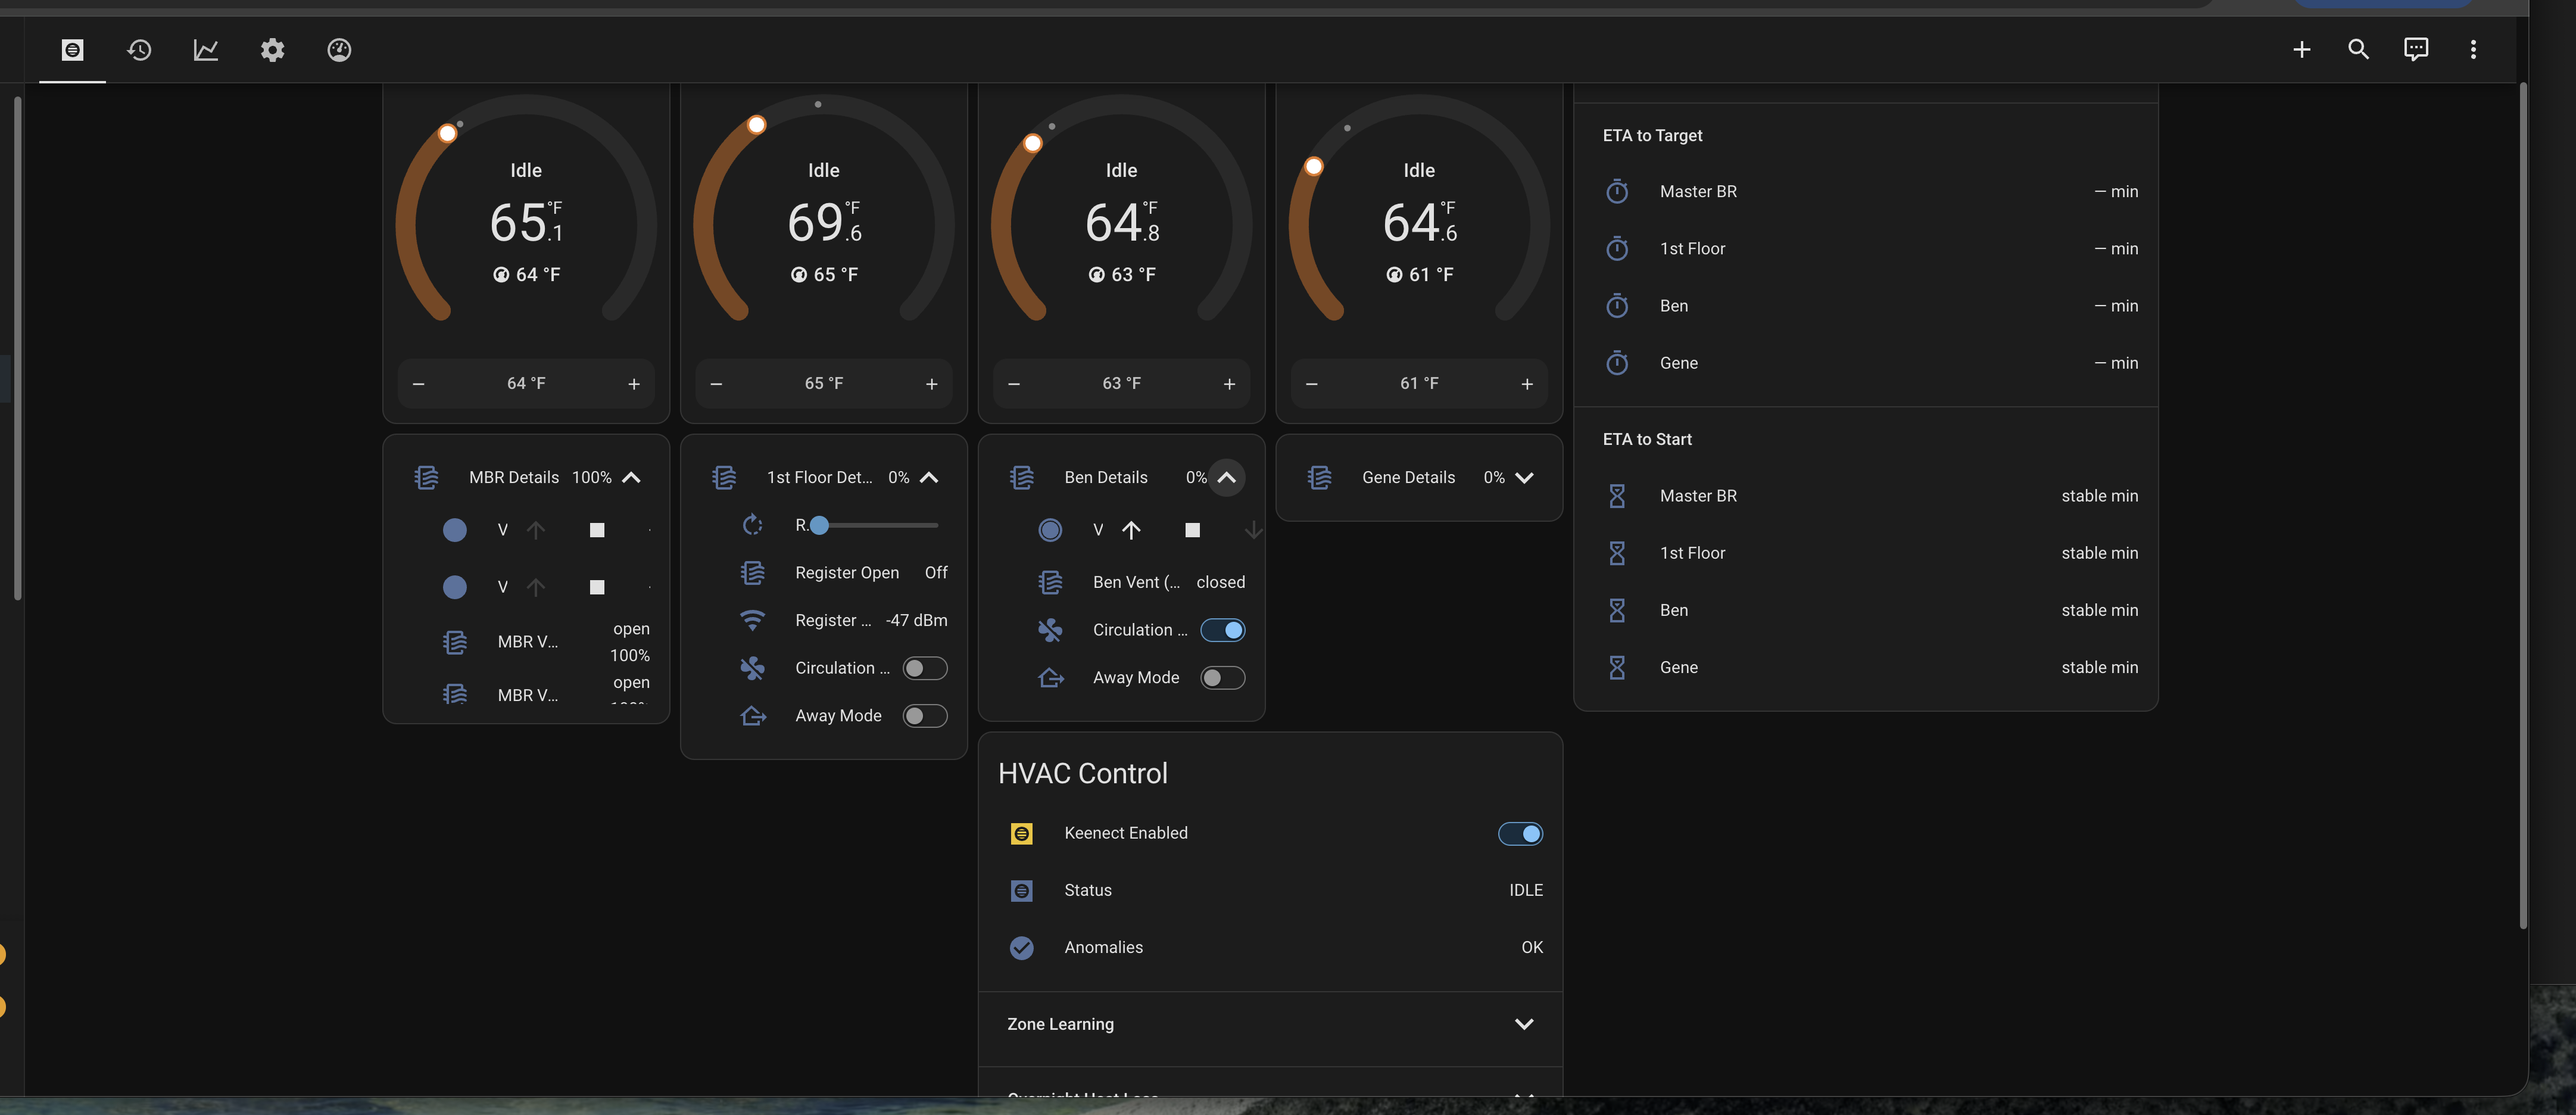 Idle
65.1 °F
64 °F
64 °F
Idle
69.6 °F
65 °F
65 °F
Idle
64.8 °F
63 °F
63 °F
Idle
64.6 °F
61 °F
61 °F
MBR Details 100%
V
V
MBR V... open 100%
MBR V... open 100%
1st Floor Det... 0%
R.
Register Open Off
Register ... -47 dBm
Circulation ...
Away Mode
Ben Details 0%
V
Ben Vent (... closed
Circulation ...
Away Mode
Gene Details 0%
HVAC Control
Keenect Enabled
Status IDLE
Anomalies OK
Zone Learning
Overnight Heat Loss
ETA to Target
Master BR – min
1st Floor – min
Ben – min
Gene – min
ETA to Start
Master BR stable min
1st Floor stable min
Ben stable min
Gene stable min